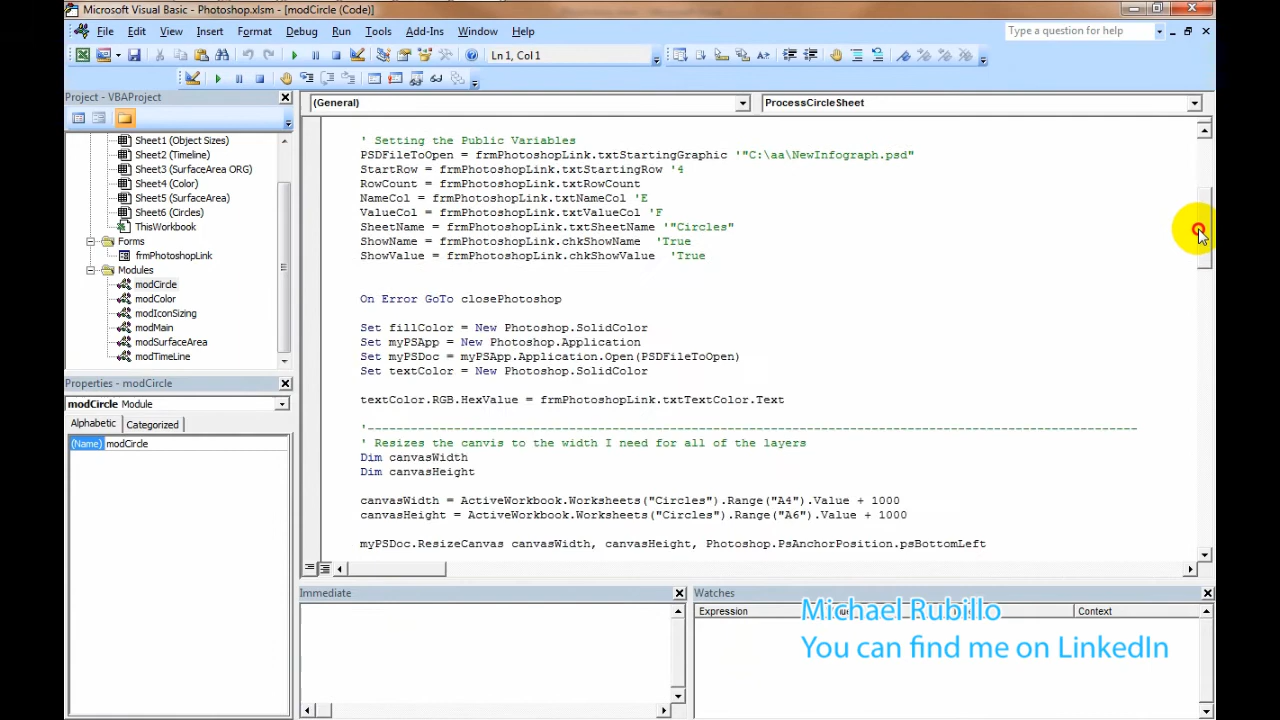 Microsoft Visual Basic - Photoshop.xlsm - [modCircle (Code)]
File Edit View Insert Format Debug Run Tools Add-Ins Window Help
Type a question for help
Ln 1, Col 1
Project - VBAProject
(General)
ProcessCircleSheet
Sheet1 (Object Sizes)
Sheet2 (Timeline)
Sheet3 (SurfaceArea ORG)
Sheet4 (Color)
Sheet5 (SurfaceArea)
Sheet6 (Circles)
ThisWorkbook
Forms
frmPhotoshopLink
Modules
modCircle
modColor
modIconSizing
modMain
modSurfaceArea
modTimeLine
Properties - modCircle
modCircle Module
Alphabetic Categorized
(Name) modCircle
' Setting the Public Variables
PSDFileToOpen = frmPhotoshopLink.txtStartingGraphic '"C:\aa\NewInfograph.psd"
StartRow = frmPhotoshopLink.txtStartingRow '4
RowCount = frmPhotoshopLink.txtRowCount
NameCol = frmPhotoshopLink.txtNameCol 'E
ValueCol = frmPhotoshopLink.txtValueCol 'F
SheetName = frmPhotoshopLink.txtSheetName '"Circles"
ShowName = frmPhotoshopLink.chkShowName 'True
ShowValue = frmPhotoshopLink.chkShowValue 'True
On Error GoTo closePhotoshop
Set fillColor = New Photoshop.SolidColor
Set myPSApp = New Photoshop.Application
Set myPSDoc = myPSApp.Application.Open(PSDFileToOpen)
Set textColor = New Photoshop.SolidColor
textColor.RGB.HexValue = frmPhotoshopLink.txtTextColor.Text
' Resizes the canvis to the width I need for all of the layers
Dim canvasWidth
Dim canvasHeight
canvasWidth = ActiveWorkbook.Worksheets("Circles").Range("A4").Value + 1000
canvasHeight = ActiveWorkbook.Worksheets("Circles").Range("A6").Value + 1000
myPSDoc.ResizeCanvas canvasWidth, canvasHeight, Photoshop.PsAnchorPosition.psBottomLeft
Immediate
Watches
Expression
Context
Michael Rubillo
You can find me on LinkedIn